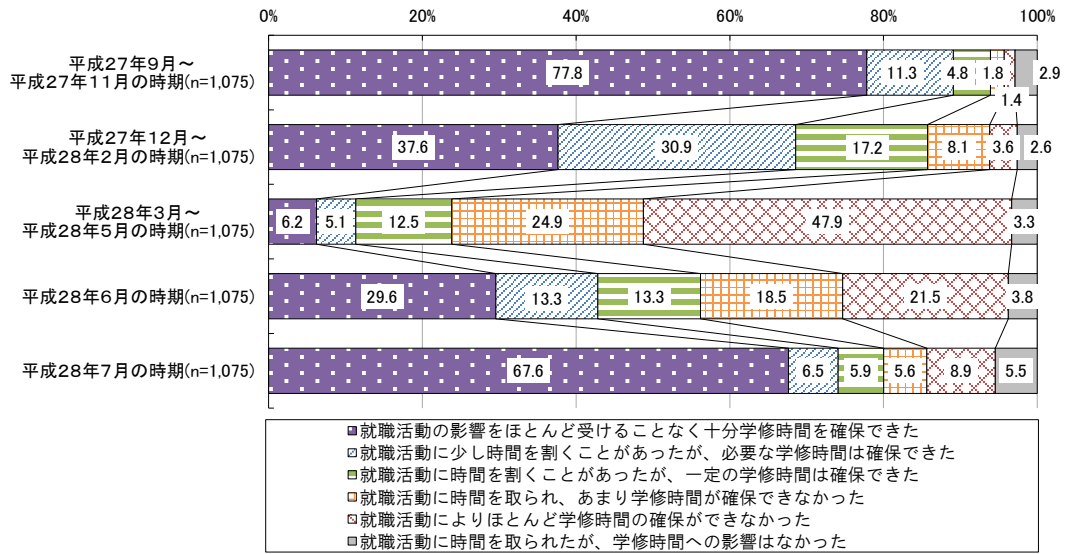 0% 20% 40% 60% 80% 100%
平成27年9月～
平成27年11月の時期(n=1,075)
77.8 11.3 4.8 1.8 1.4 2.9
平成27年12月～
平成28年2月の時期(n=1,075)
37.6 30.9 17.2 8.1 3.6 2.6
平成28年3月～
平成28年5月の時期(n=1,075)
6.2 5.1 12.5 24.9 47.9 3.3
平成28年6月の時期(n=1,075)
29.6 13.3 13.3 18.5 21.5 3.8
平成28年7月の時期(n=1,075)
67.6 6.5 5.9 5.6 8.9 5.5
就職活動の影響をほとんど受けることなく十分学修時間を確保できた
就職活動に少し時間を割くことがあったが、必要な学修時間は確保できた
就職活動に時間を割くことがあったが、一定の学修時間は確保できた
就職活動に時間を取られ、あまり学修時間が確保できなかった
就職活動によりほとんど学修時間の確保ができなかった
就職活動に時間を取られたが、学修時間への影響はなかった